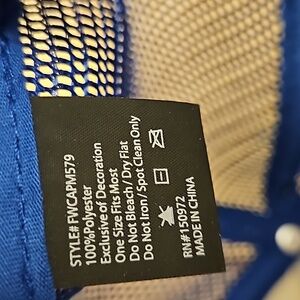 STYLE# FWCAPM579
100%Polyester
Exclusive of Decoration
One Size Fits Most
Do Not Bleach / Dry Flat
Do Not Iron / Spot Clean Only
RN#150972
MADE IN CHINA